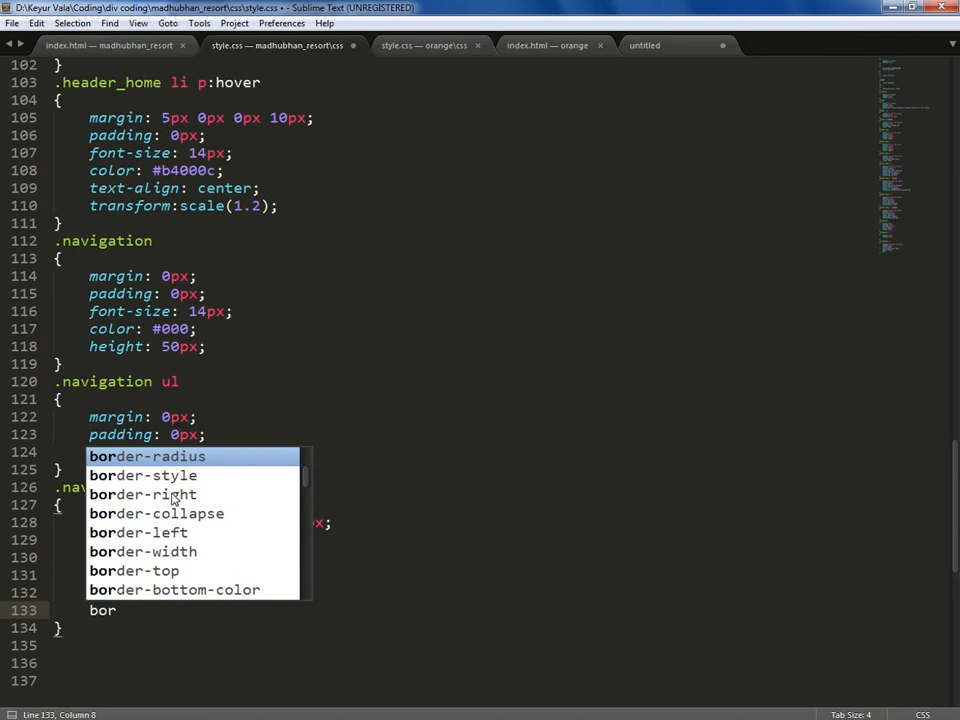 D:\Keyur Vala\Coding\div coding\madhubhan_resort\css\style.css • - Sublime Text (UNREGISTERED)
File Edit Selection Find View Goto Tools Project Preferences Help
index.html — madhubhan_resort × style.css — madhubhan_resort\css • style.css — orange\css × index.html — orange × untitled •
102 }
103 .header_home li p:hover
104 {
105 margin: 5px 0px 0px 10px;
106 padding: 0px;
107 font-size: 14px;
108 color: #b4000c;
109 text-align: center;
110 transform:scale(1.2);
111 }
112 .navigation
113 {
114 margin: 0px;
115 padding: 0px;
116 font-size: 14px;
117 color: #000;
118 height: 50px;
119 }
120 .navigation ul
121 {
122 margin: 0px;
123 padding: 0px;
124
border-radius
125 }
border-style
126 .na
border-right
127 {
border-collapse
128 x;
129
border-left
130
border-width
131
border-top
132
border-bottom-color
133 bor
134 }
135
136
137
Line 133, Column 8 Tab Size: 4 CSS